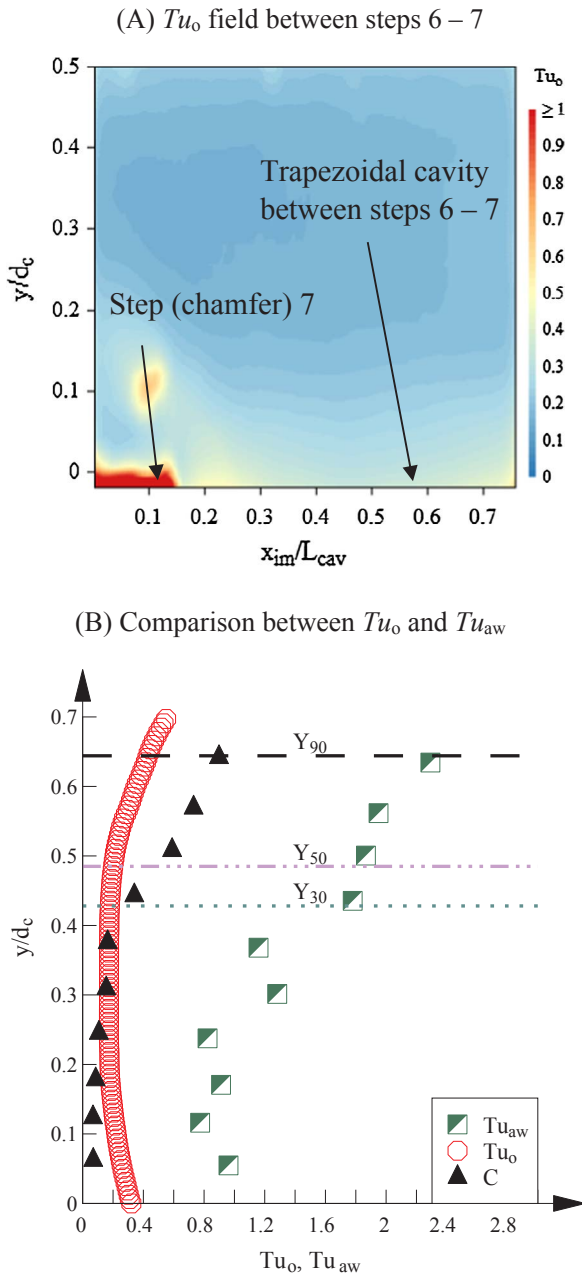 (A) Tuo field between steps 6 – 7
0.5
0.4
0.3
0.2
0.1
0
y/dc
Trapezoidal cavity
between steps 6 – 7
Step (chamfer) 7
0.1 0.2 0.3 0.4 0.5 0.6 0.7
xim/Lcav
Tuo
≥1
0.9
0.8
0.7
0.6
0.5
0.4
0.3
0.2
0.1
0
(B) Comparison between Tuo and Tuaw
0.7
0.6
0.5
0.4
0.3
0.2
0.1
0
y/dc
Y90
Y50
Y30
Tuaw
Tuo
C
0 0.4 0.8 1.2 1.6 2 2.4 2.8
Tuo, Tuaw